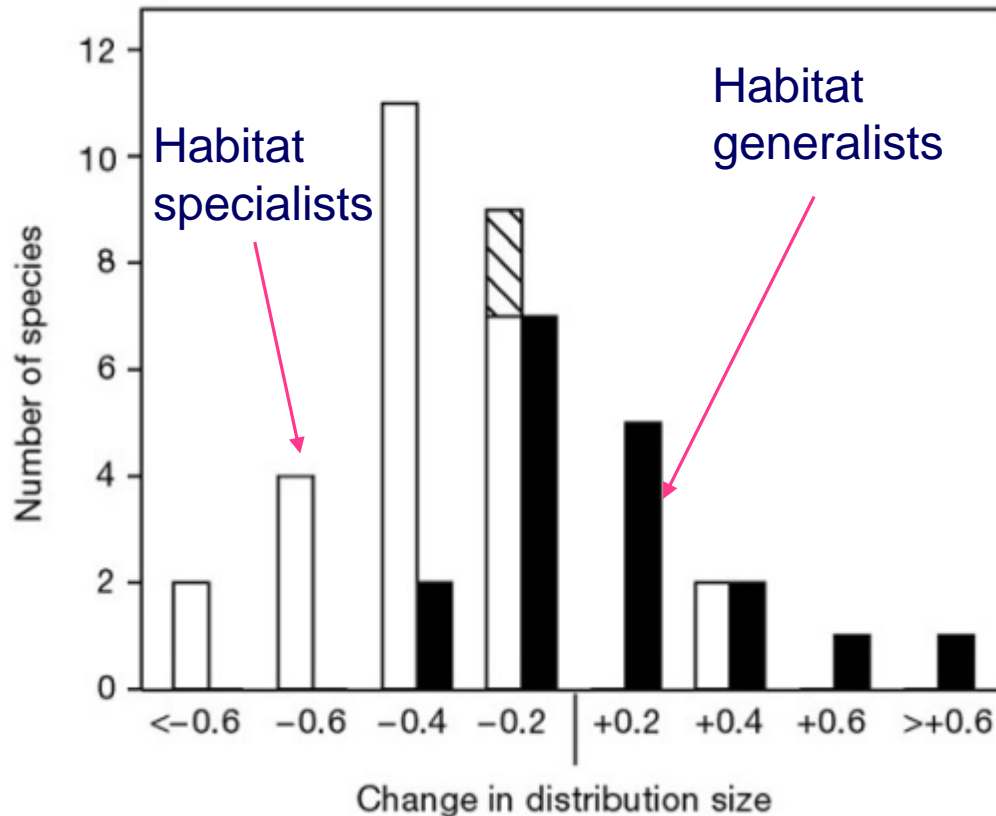 12
10
8
6
4
2
0
Number of species
Habitat
specialists
Habitat
generalists
<–0.6 –0.6 –0.4 –0.2 +0.2 +0.4 +0.6 >+0.6
Change in distribution size